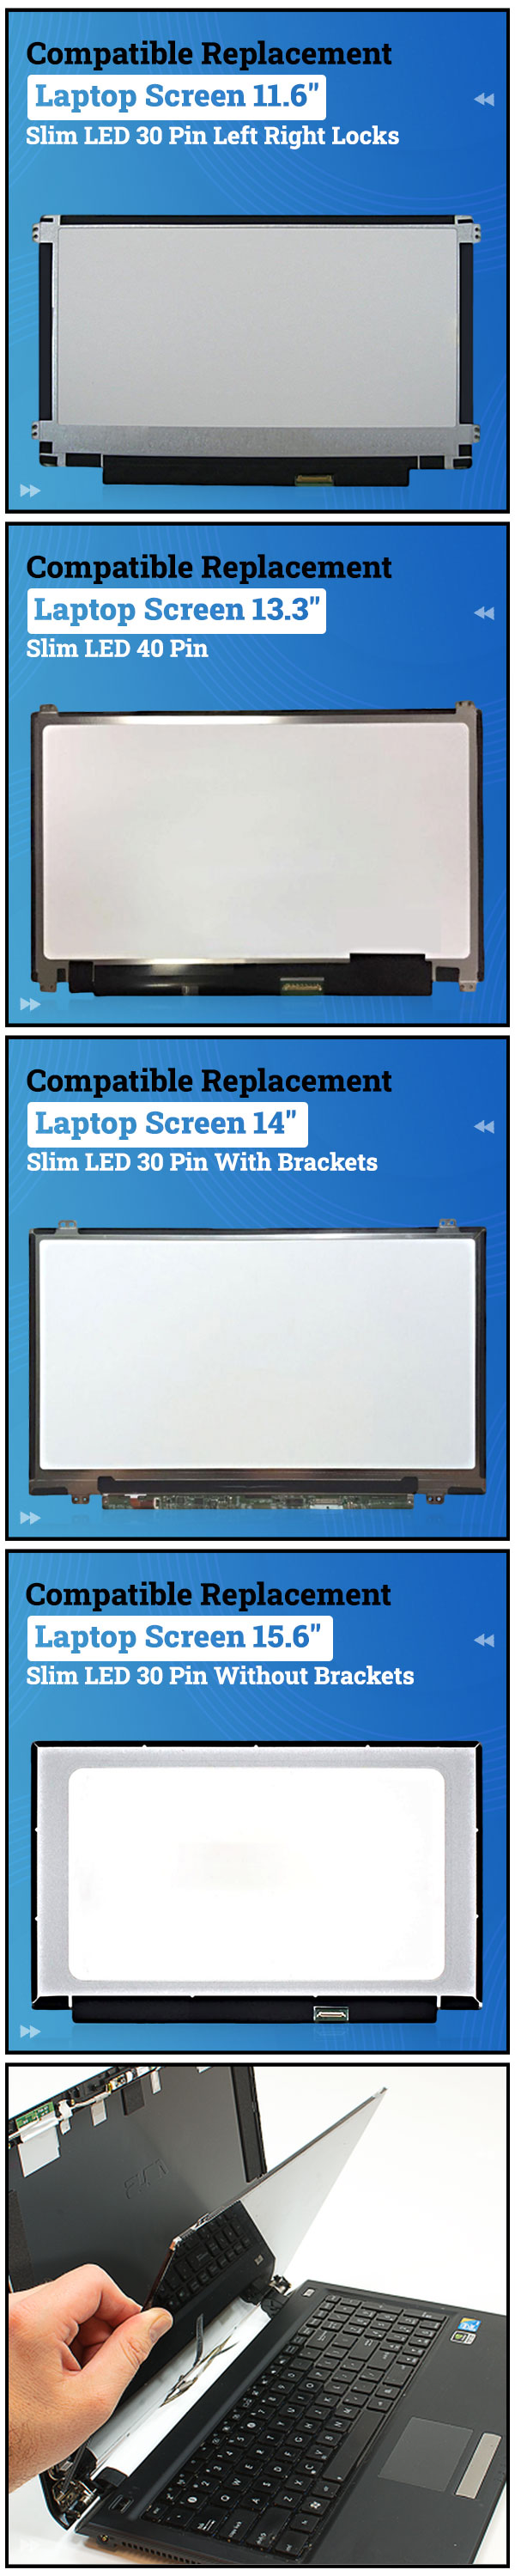 Compatible Replacement
Laptop Screen 11.6"
Slim LED 30 Pin Left Right Locks
Compatible Replacement
Laptop Screen 13.3"
Slim LED 40 Pin
Compatible Replacement
Laptop Screen 14"
Slim LED 30 Pin With Brackets
Compatible Replacement
Laptop Screen 15.6"
Slim LED 30 Pin Without Brackets